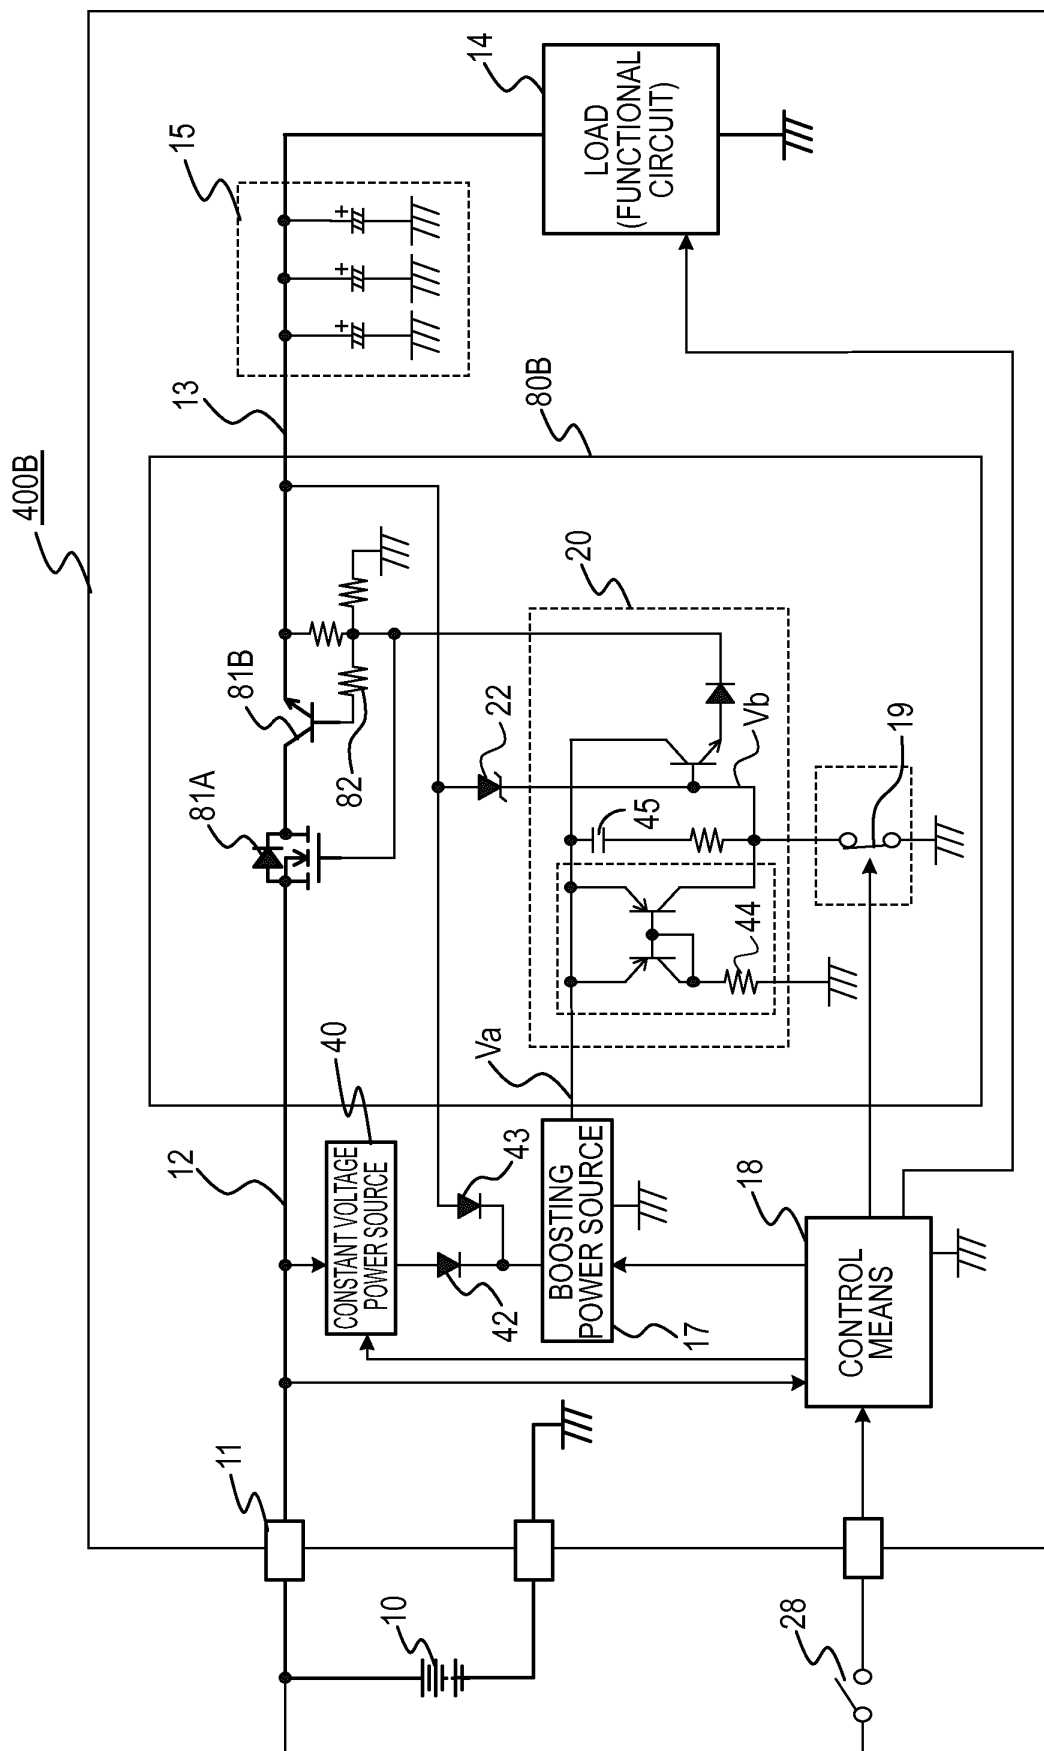 400B
15
14
LOAD
(FUNCTIONAL
CIRCUIT)
+
+
+
13
80B
81B
81A
82
20
22
Vb
19
45
44
12
40
CONSTANT VOLTAGE
POWER SOURCE
43
42
Va
BOOSTING
POWER SOURCE
17
18
CONTROL
MEANS
11
10
28